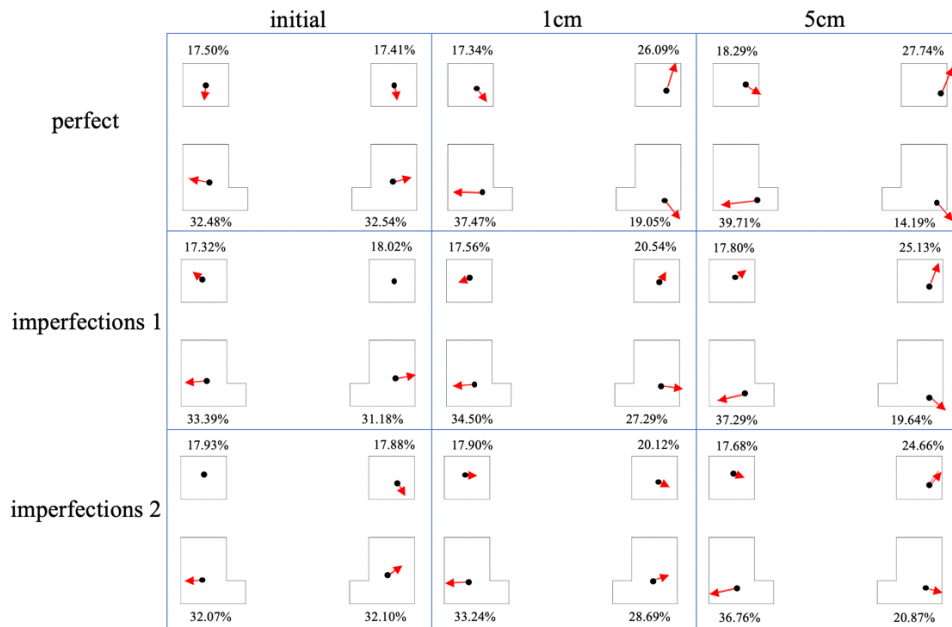 initial 1cm 5cm
17.50% 17.41% 17.34% 26.09% 18.29% 27.74%
perfect
32.48% 32.54% 37.47% 19.05% 39.71% 14.19%
17.32% 18.02% 17.56% 20.54% 17.80% 25.13%
imperfections 1
33.39% 31.18% 34.50% 27.29% 37.29% 19.64%
17.93% 17.88% 17.90% 20.12% 17.68% 24.66%
imperfections 2
32.07% 32.10% 33.24% 28.69% 36.76% 20.87%